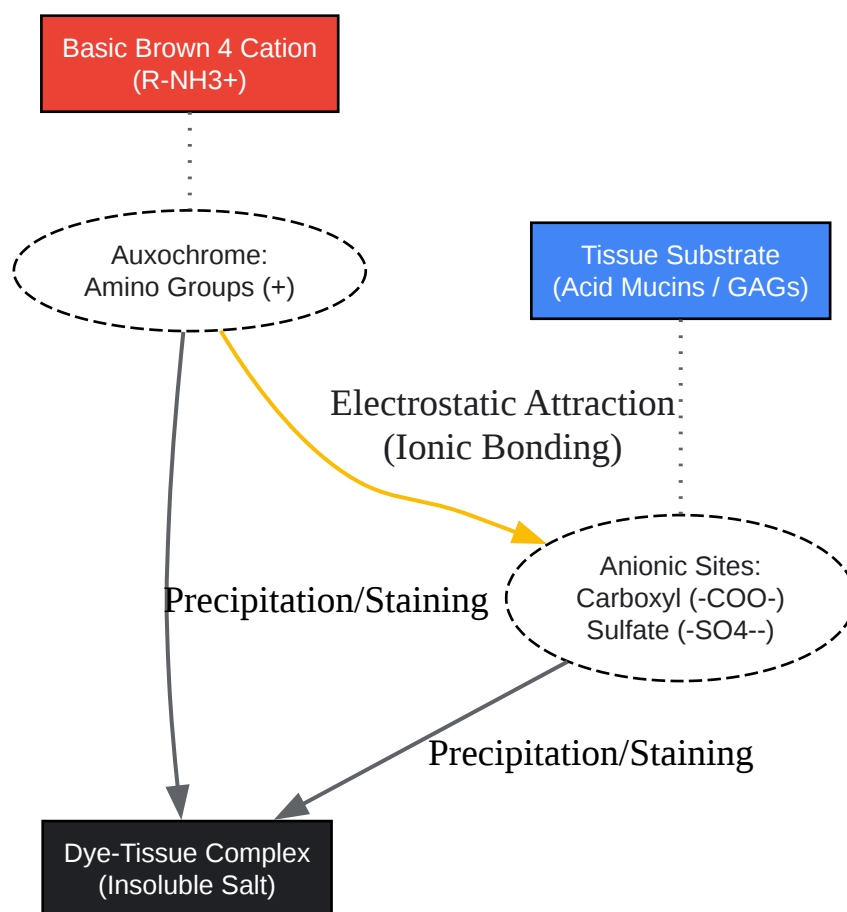 Basic Brown 4 Cation
(R-NH3+)
Auxochrome:
Amino Groups (+)
Tissue Substrate
(Acid Mucins / GAGs)
Electrostatic Attraction
(Ionic Bonding)
Anionic Sites:
Carboxyl (-COO-)
Sulfate (-SO4--)
Precipitation/Staining
Precipitation/Staining
Dye-Tissue Complex
(Insoluble Salt)